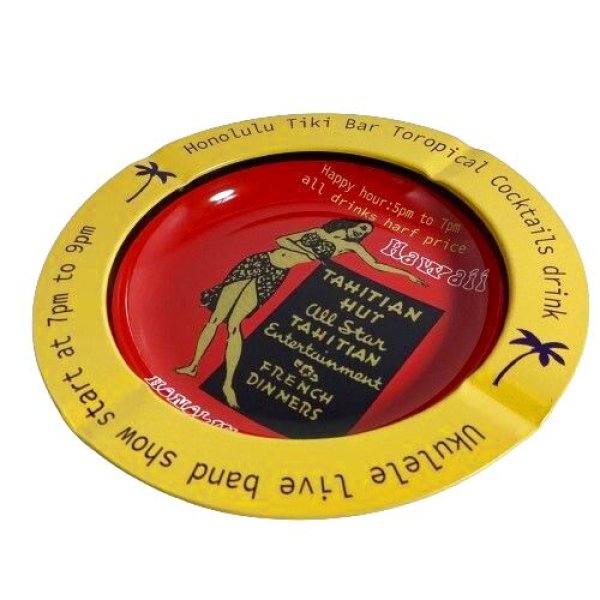 Honolulu Tiki Bar Toropical Cocktails drink
Ukulele live band show start at 7pm to 9pm
Happy hour:5pm to 7pm
all drinks harf price
Hawaii
TAHITIAN
HUT
All Star
TAHITIAN
Entertainment
FRENCH
DINNERS